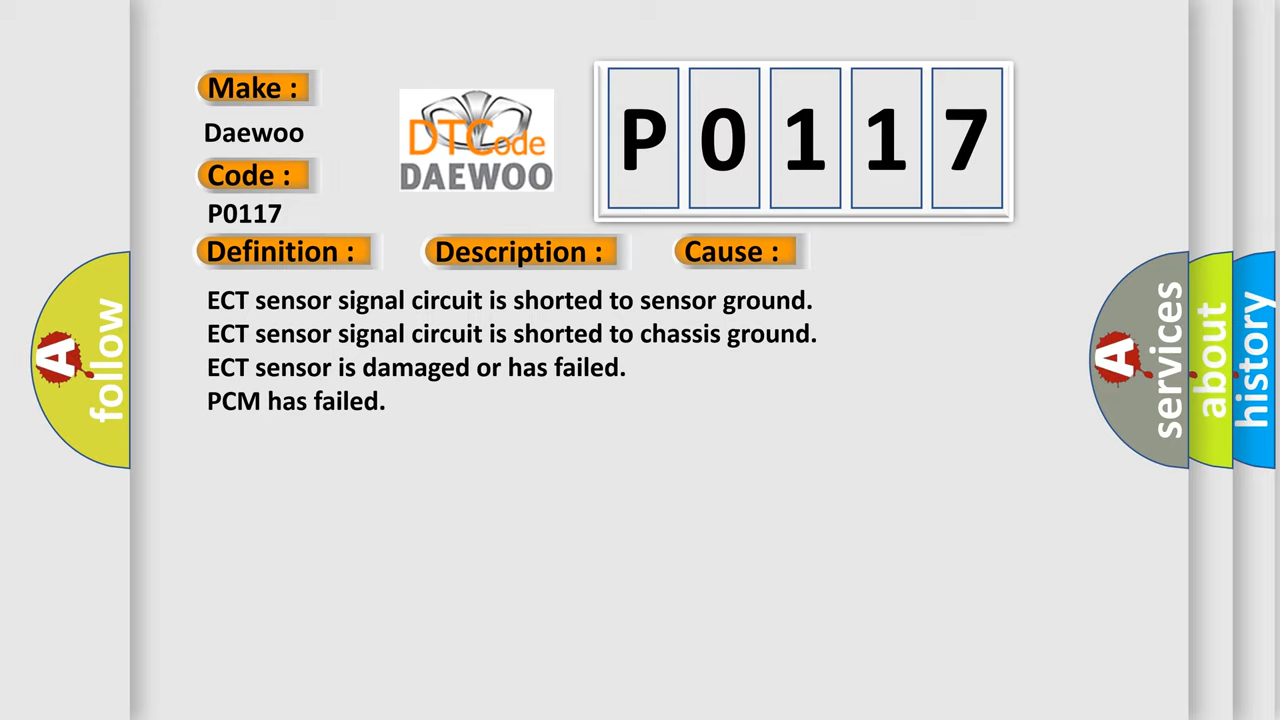 Make :
Daewoo
DTCode
DAEWOO
P0117
Code :
P0117
Definition :
Description :
Cause :
ECT sensor signal circuit is shorted to sensor ground.
ECT sensor signal circuit is shorted to chassis ground.
ECT sensor is damaged or has failed.
PCM has failed.
A follow
A services
about
history